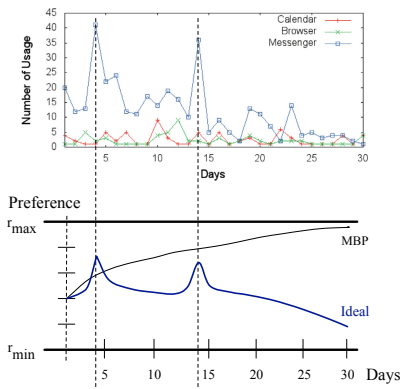 45
40
35
30
25
20
15
10
5
0
Number of Usage
Calendar
Browser
Messenger
5 10 15 20 25 30
Days
Preference
r max
MBP
Ideal
r min
5 10 15 20 25 30 Days